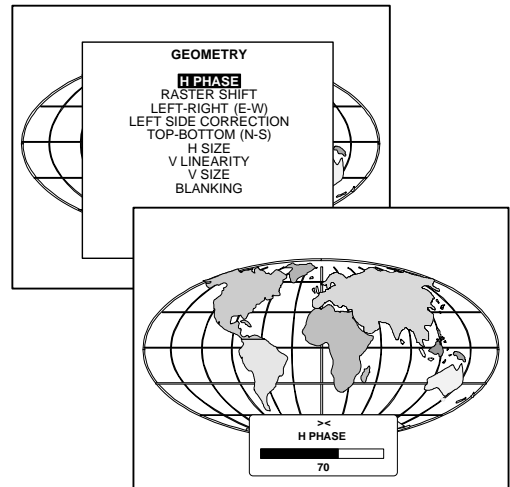 GEOMETRY
H PHASE
RASTER SHIFT
LEFT-RIGHT (E-W)
LEFT SIDE CORRECTION
TOP-BOTTOM (N-S)
H SIZE
V LINEARITY
V SIZE
BLANKING
><
H PHASE
70